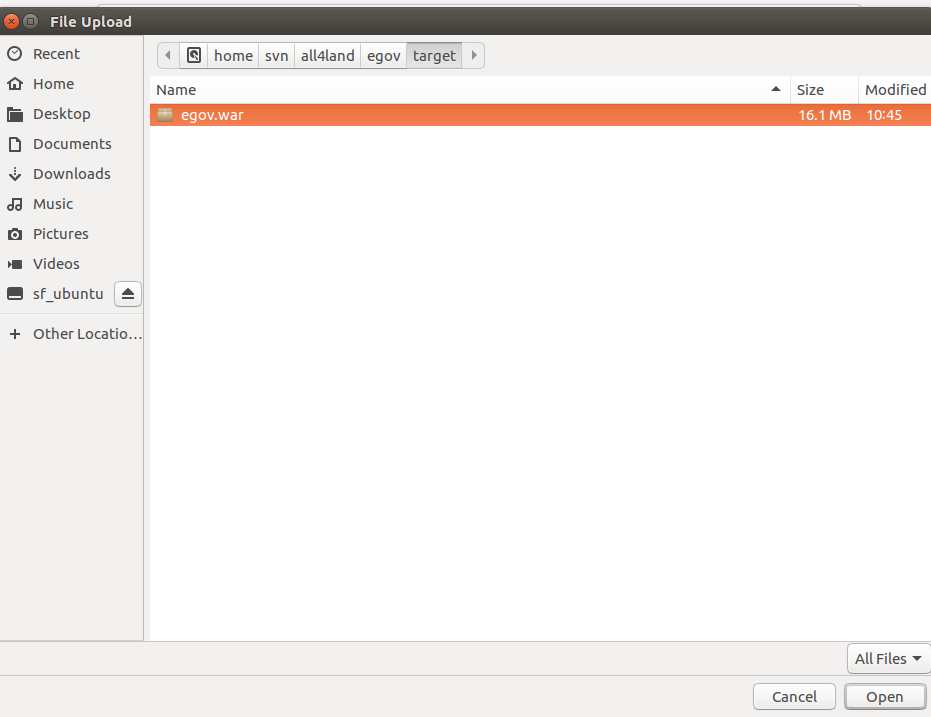 File Upload
Recent
Home
Desktop
Documents
Downloads
Music
Pictures
Videos
sf_ubuntu
Other Locatio...
home svn all4land egov target
Name Size Modified
egov.war 16.1 MB 10:45
All Files
Cancel Open